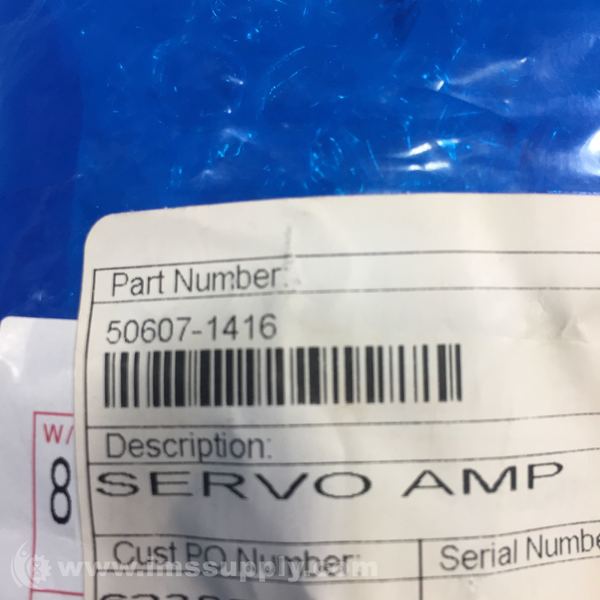 Part Number:
50607-1416
W/
Description:
8
SERVO AMP
Cust PO Number:
Serial Numbe
www.imssupply.com